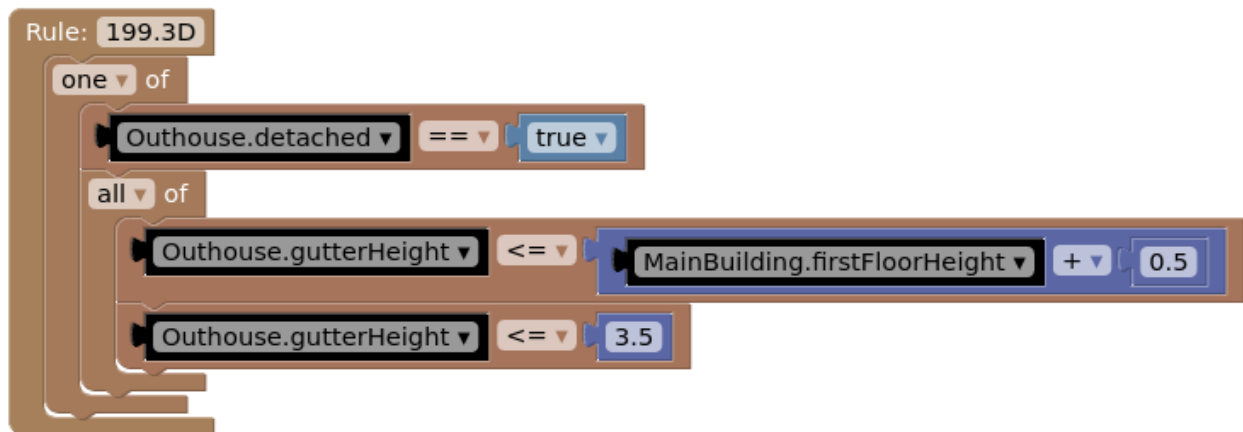 Rule: 199.3D
one ▾ of
Outhouse.detached ▾ == ▾ true ▾
all ▾ of
Outhouse.gutterHeight ▾ <= ▾ MainBuilding.firstFloorHeight ▾ + ▾ 0.5
Outhouse.gutterHeight ▾ <= ▾ 3.5